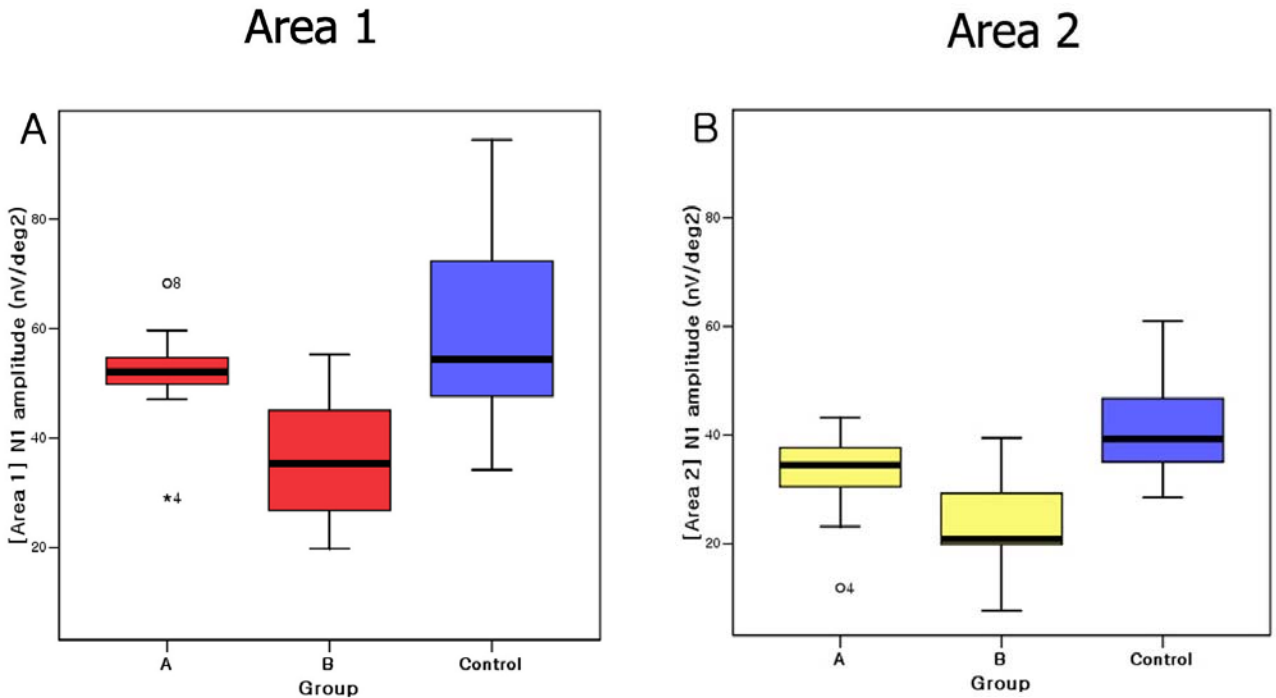 Area 1
Area 2
A
[Area 1] N1 amplitude (nV/deg2)
80
60
40
20
o8
*4
A
B
Control
Group
B
[Area 2] N1 amplitude (nV/deg2)
80
60
40
20
o4
A
B
Control
Group